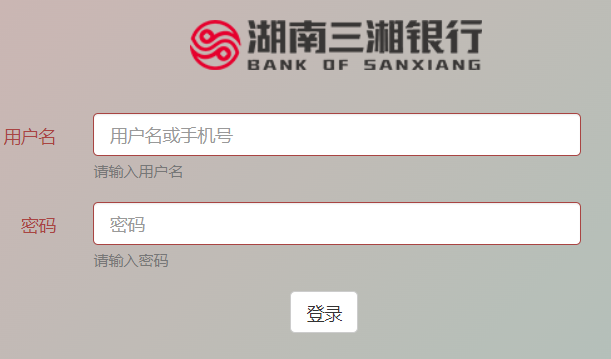 湖南三湘银行
BANK OF SANXIANG
用户名
用户名或手机号
请输入用户名
密码
密码
请输入密码
登录